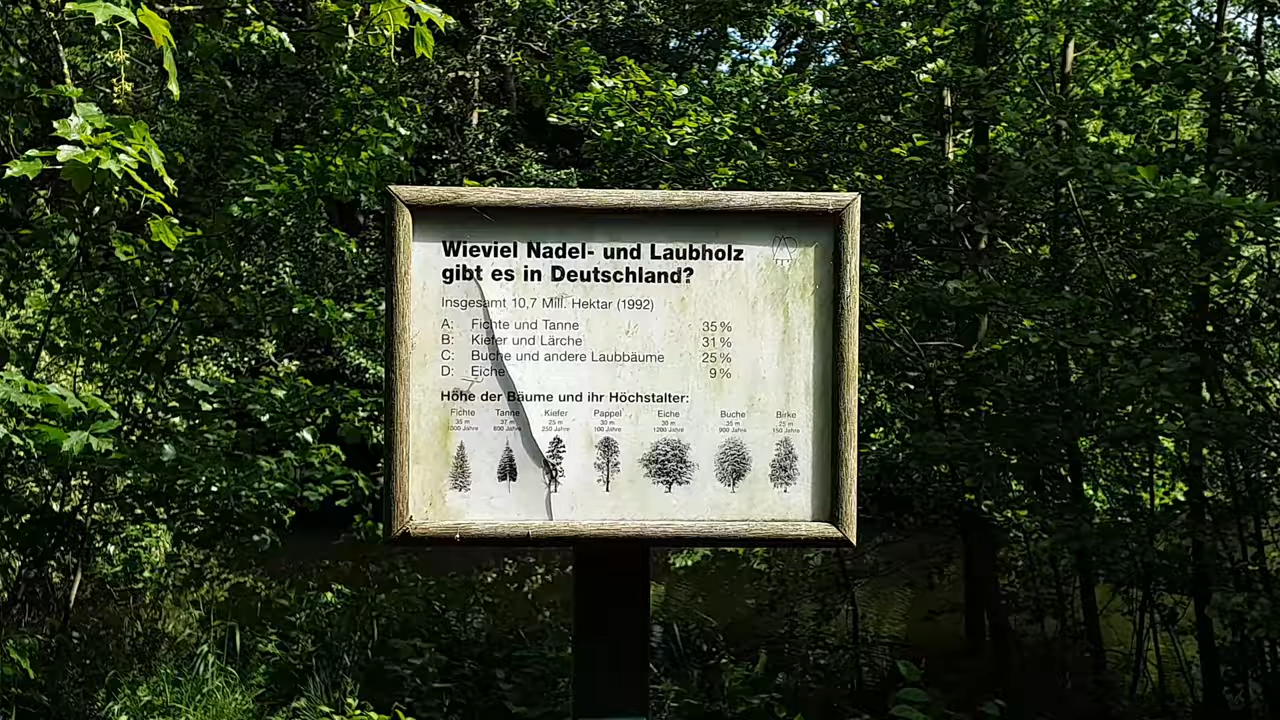 Wieviel Nadel- und Laubholz
gibt es in Deutschland?
Insgesamt 10,7 Mill. Hektar (1992)
A: Fichte und Tanne 35 %
B: Kiefer und Lärche 31 %
C: Buche und andere Laubbäume 25 %
D: Eiche 9 %
Höhe der Bäume und ihr Höchstalter:
Fichte Tanne Kiefer Pappel Eiche Buche Birke
35 m 37 m 25 m 30 m 30 m 35 m 25 m
Jahre 600 Jahre 250 Jahre 100 Jahre 1200 Jahre 900 Jahre 150 Jahre